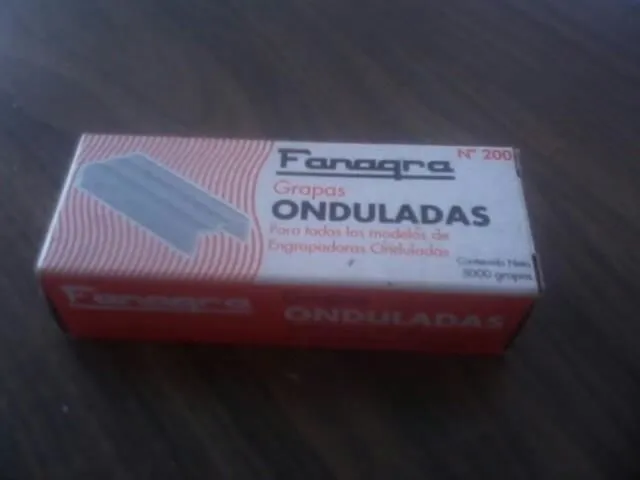 Fanagra
N° 200
Grapas
ONDULADAS
Para todos los modelos de
Engrapadoras Onduladas
Contenido Neto
5000 grapas
Fanagra
ONDULADAS